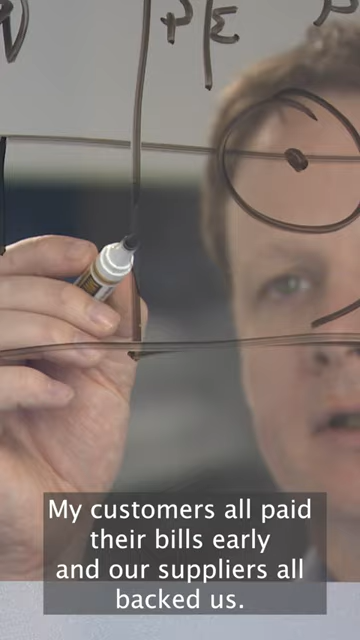 My customers all paid
their bills early
and our suppliers all
backed us.